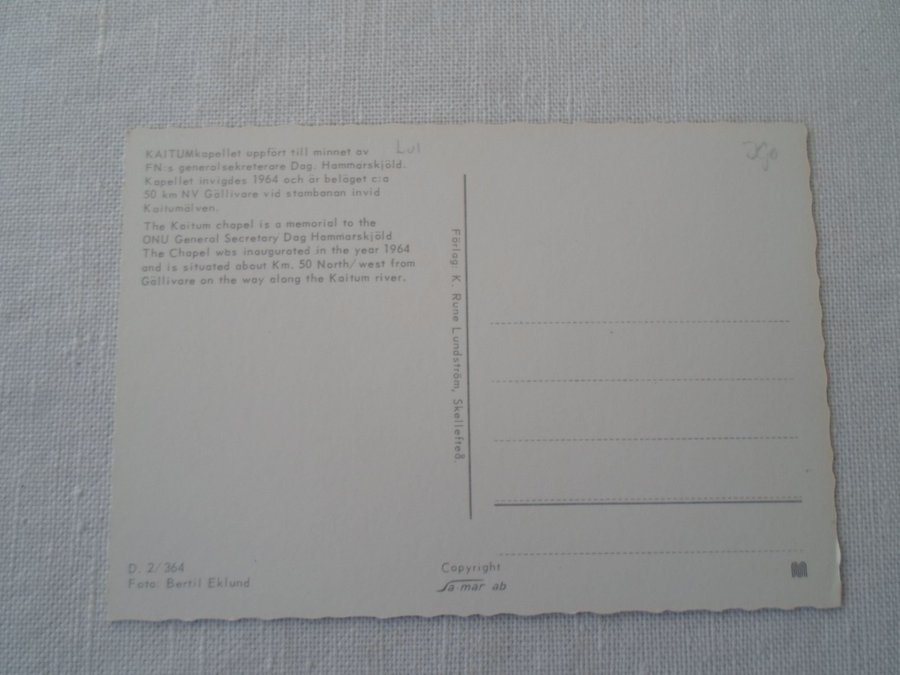 KAITUMkapellet uppfört till minnet av
FN:s generalsekreterare Dag. Hammarskjöld.
Kapellet invigdes 1964 och är beläget c:a
50 km NV Gällivare vid stambanan invid
Kaitumälven.
The Kaitum chapel is a memorial to the
ONU General Secretary Dag Hammarskjöld
The Chapel was inaugurated in the year 1964
and is situated about Km. 50 North/west from
Gällivare on the way along the Kaitum river.
Förlag: K. Rune Lundström, Skellefteå.
D. 2/364
Foto: Bertil Eklund
Copyright
Sa-mar ab